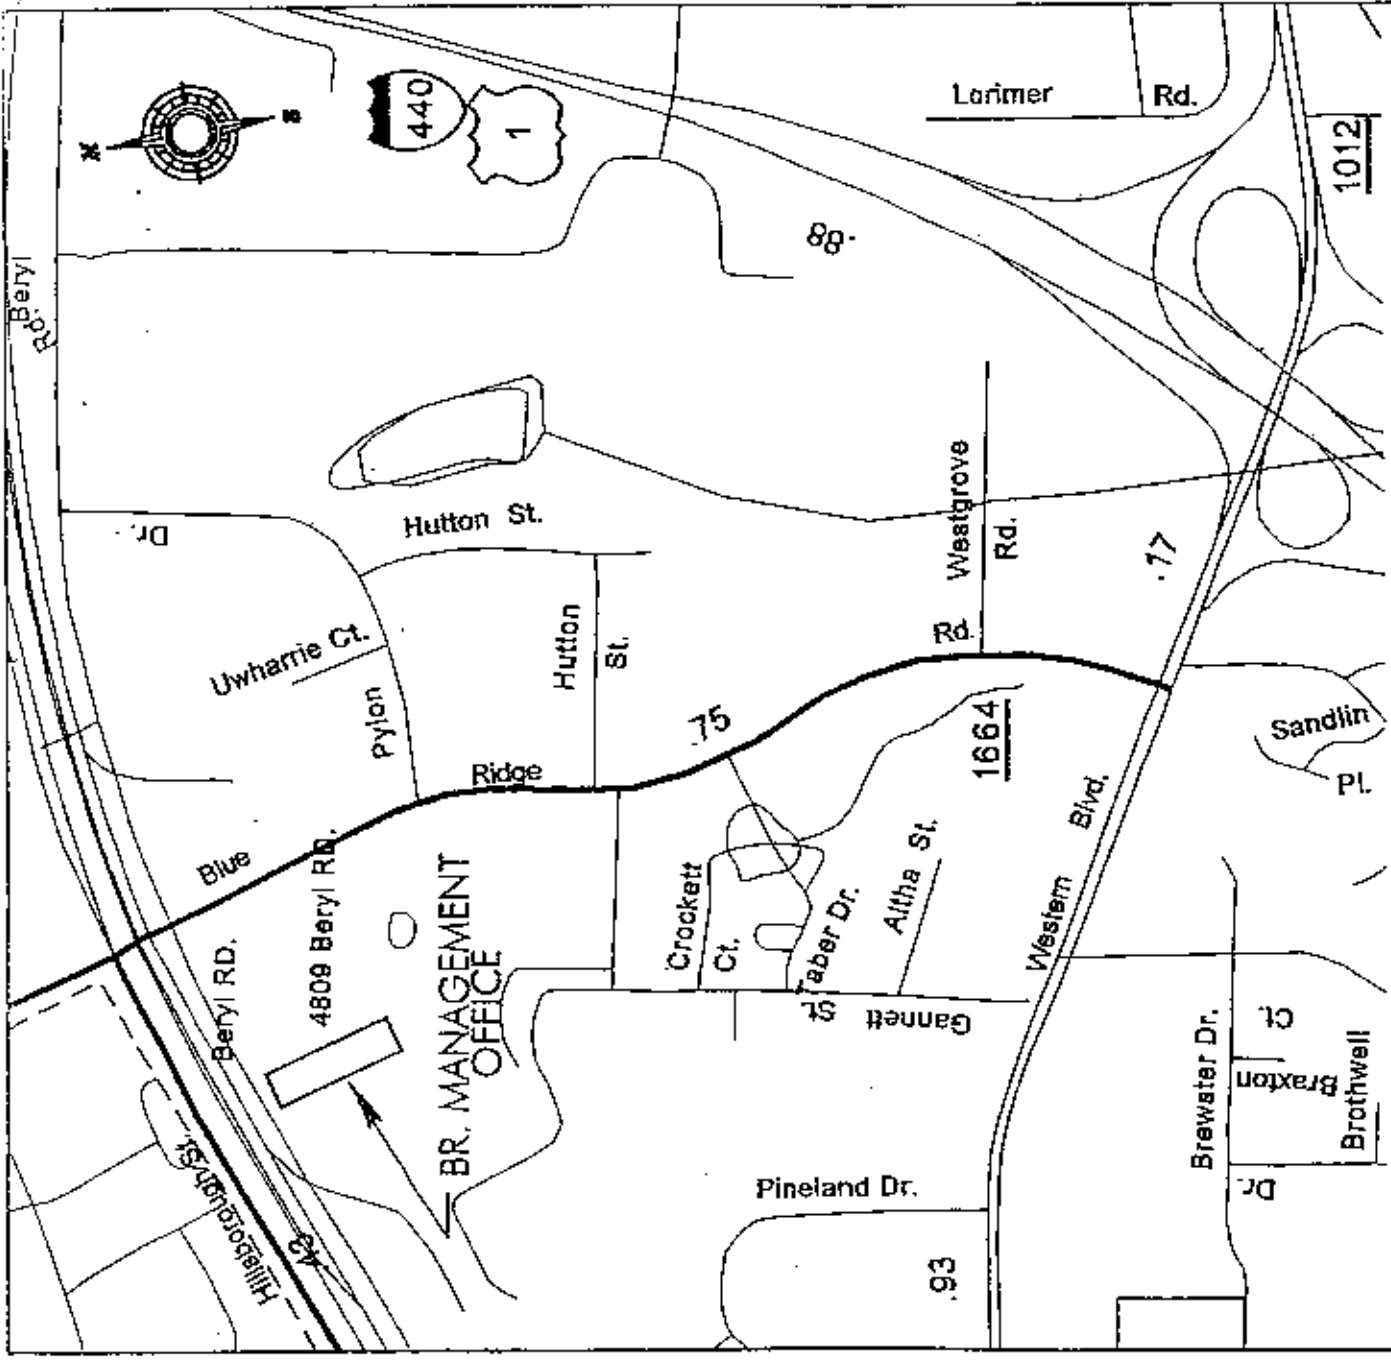 N
S
440
1
Larimer Rd.
1012
Beryl
Rd.
.88
Dr.
Hutton St.
Westgrove
Rd.
.17
Uwharrie Ct.
Hutton
St.
Rd.
Pylon
.75
1664
Sandlin
Pl.
Ridge
Blue
Beryl RD.
4809 Beryl RD.
BR. MANAGEMENT
OFFICE
Crockett
Ct.
Altha St.
Taber Dr.
Western Blvd.
Gannett St.
Hillsborough St.
Brewster Dr.
Braxton Ct.
Brothwell
Dr.
Pineland Dr.
.93